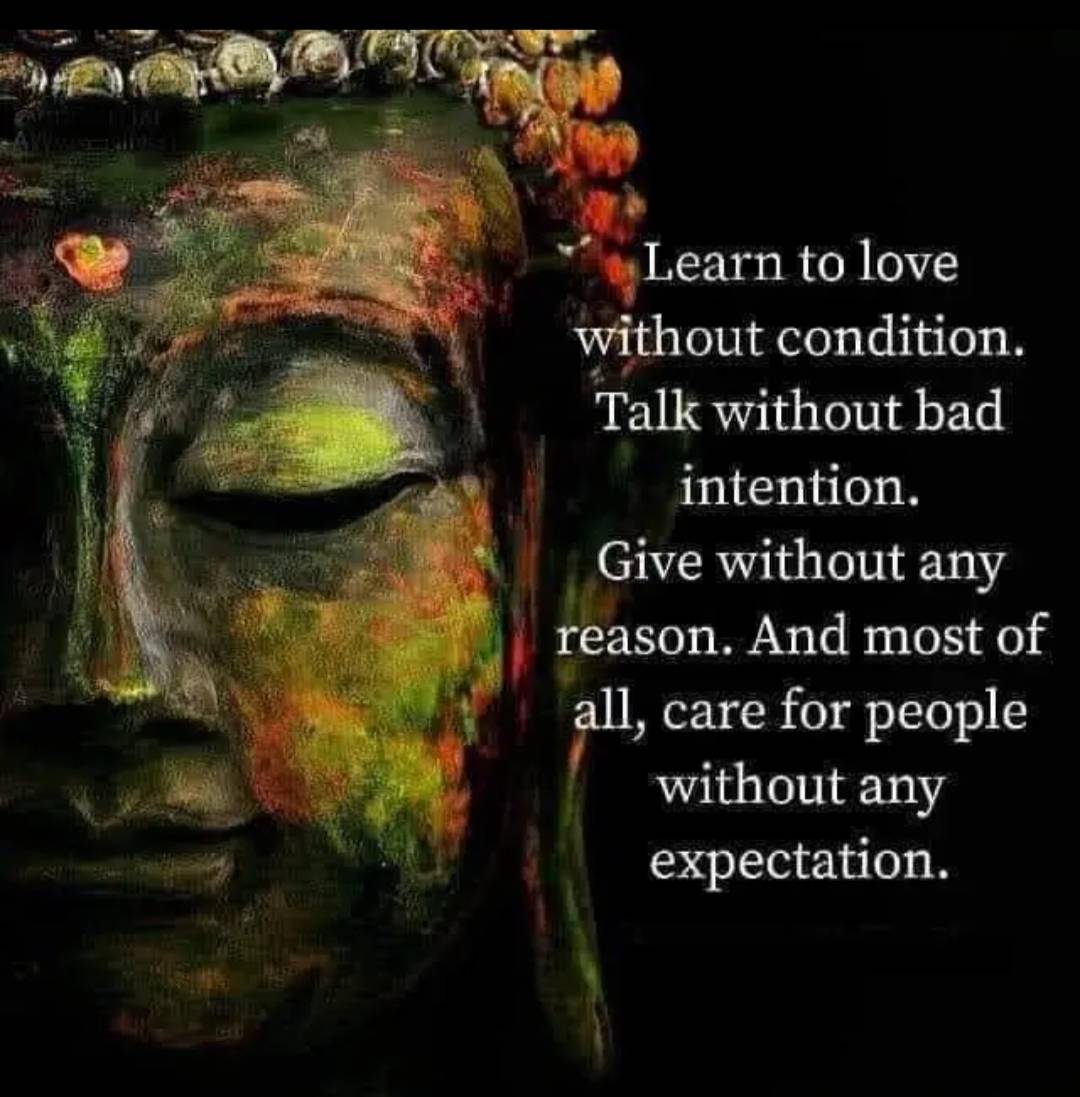 Learn to love
without condition.
Talk without bad
intention.
Give without any
reason. And most of
all, care for people
without any
expectation.